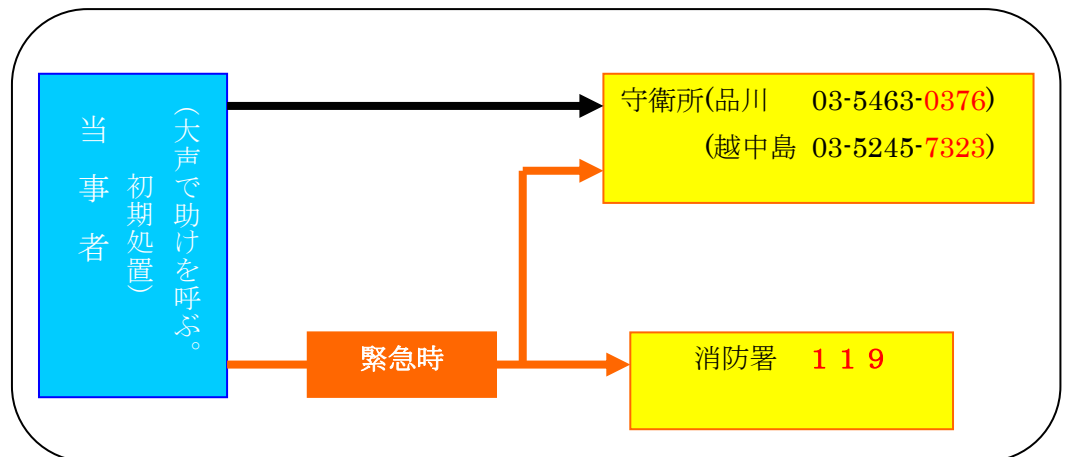 当事者
（大声で助けを呼ぶ。
初期処置）
守衛所(品川 03-5463-0376)
(越中島 03-5245-7323)
緊急時
消防署 １１９